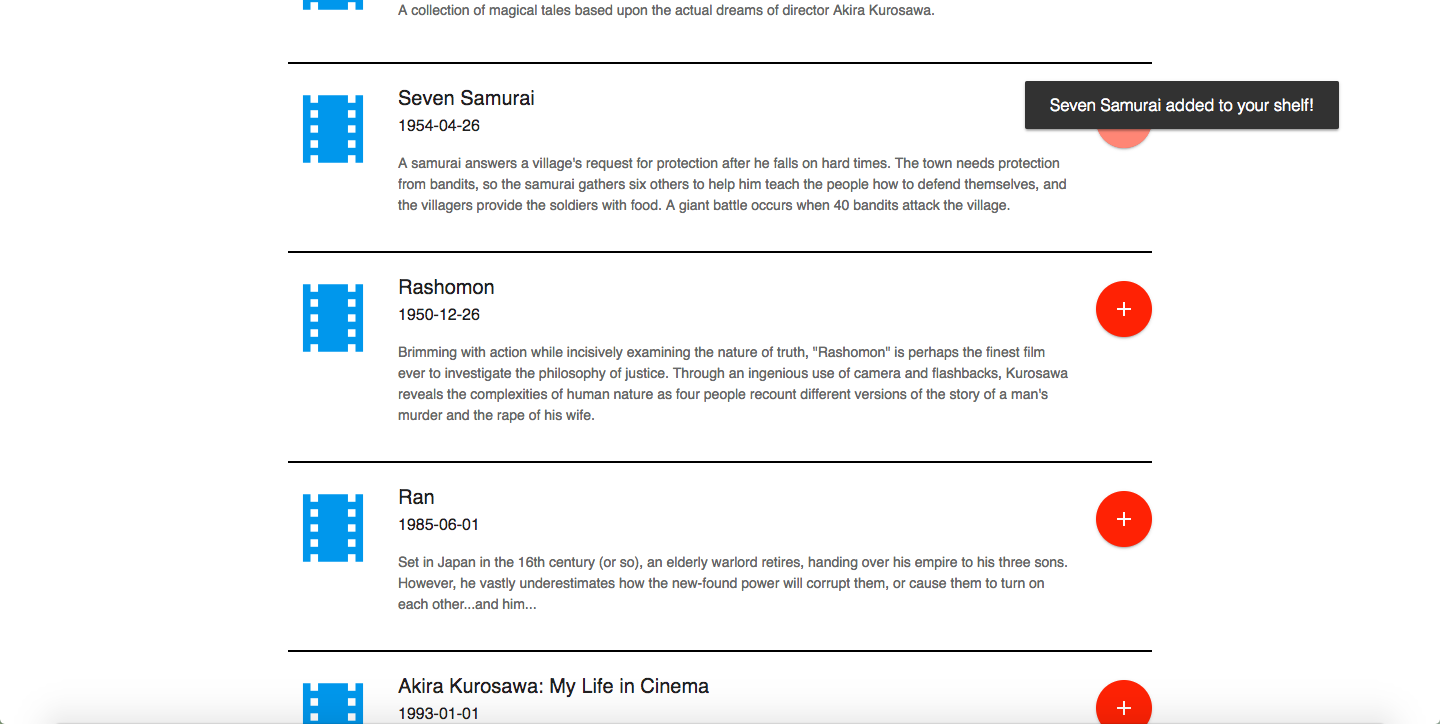 A collection of magical tales based upon the actual dreams of director Akira Kurosawa.
Seven Samurai
Seven Samurai added to your shelf!
1954-04-26
A samurai answers a village's request for protection after he falls on hard times. The town needs protection
from bandits, so the samurai gathers six others to help him teach the people how to defend themselves, and
the villagers provide the soldiers with food. A giant battle occurs when 40 bandits attack the village.
Rashomon
1950-12-26
Brimming with action while incisively examining the nature of truth, "Rashomon" is perhaps the finest film
ever to investigate the philosophy of justice. Through an ingenious use of camera and flashbacks, Kurosawa
reveals the complexities of human nature as four people recount different versions of the story of a man's
murder and the rape of his wife.
Ran
1985-06-01
Set in Japan in the 16th century (or so), an elderly warlord retires, handing over his empire to his three sons.
However, he vastly underestimates how the new-found power will corrupt them, or cause them to turn on
each other...and him...
Akira Kurosawa: My Life in Cinema
1993-01-01